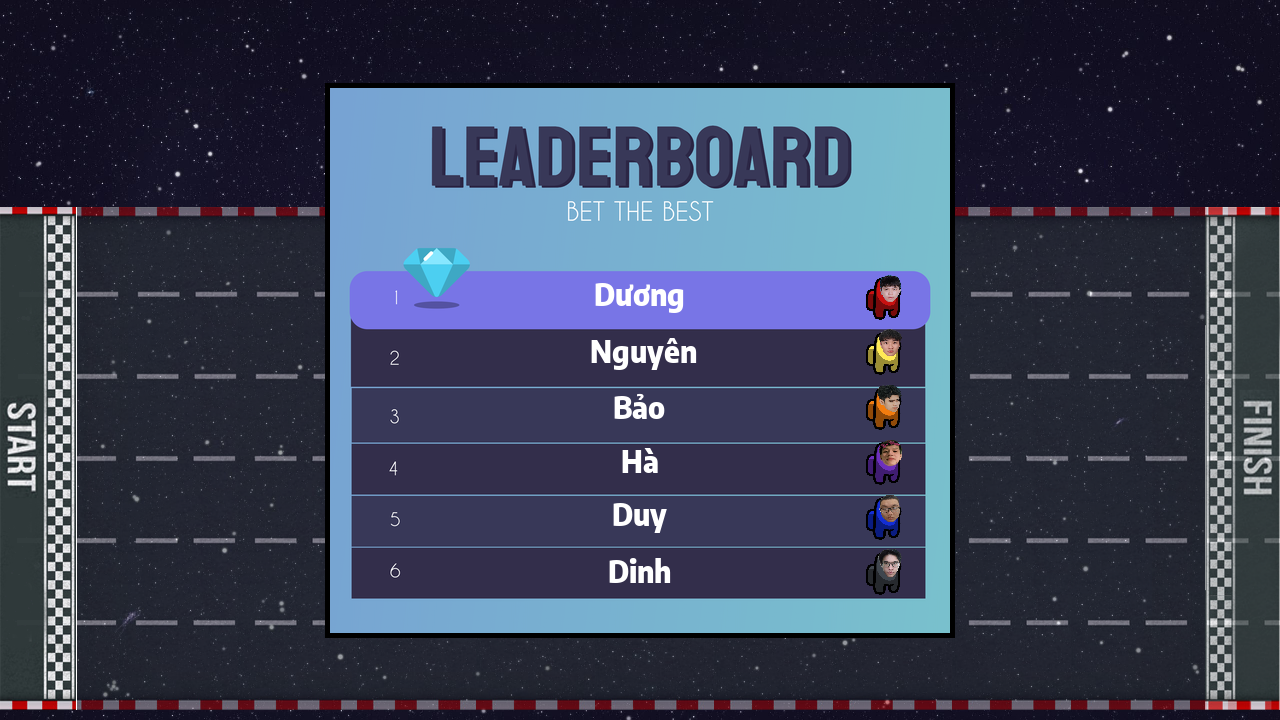 LEADERBOARD
BET THE BEST
1 Dương
2 Nguyên
3 Bảo
4 Hà
5 Duy
6 Dinh
START
FINISH